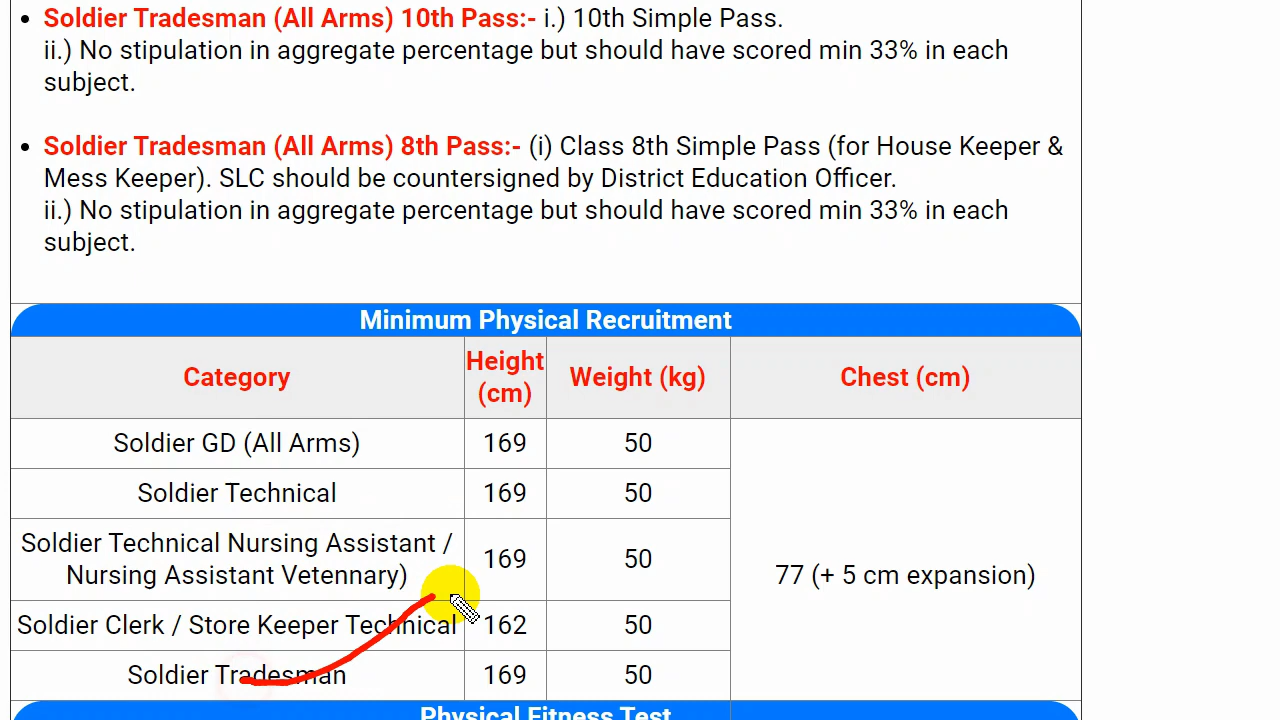 Soldier Tradesman (All Arms) 10th Pass:- i.) 10th Simple Pass.
ii.) No stipulation in aggregate percentage but should have scored min 33% in each
subject.
Soldier Tradesman (All Arms) 8th Pass:- (i) Class 8th Simple Pass (for House Keeper &
Mess Keeper). SLC should be countersigned by District Education Officer.
ii.) No stipulation in aggregate percentage but should have scored min 33% in each
subject.
Minimum Physical Recruitment
Category Height (cm) Weight (kg) Chest (cm)
Soldier GD (All Arms) 169 50
Soldier Technical 169 50
Soldier Technical Nursing Assistant /
Nursing Assistant Vetennary) 169 50 77 (+ 5 cm expansion)
Soldier Clerk / Store Keeper Technical 162 50
Soldier Tradesman 169 50
Physical Fitness Test